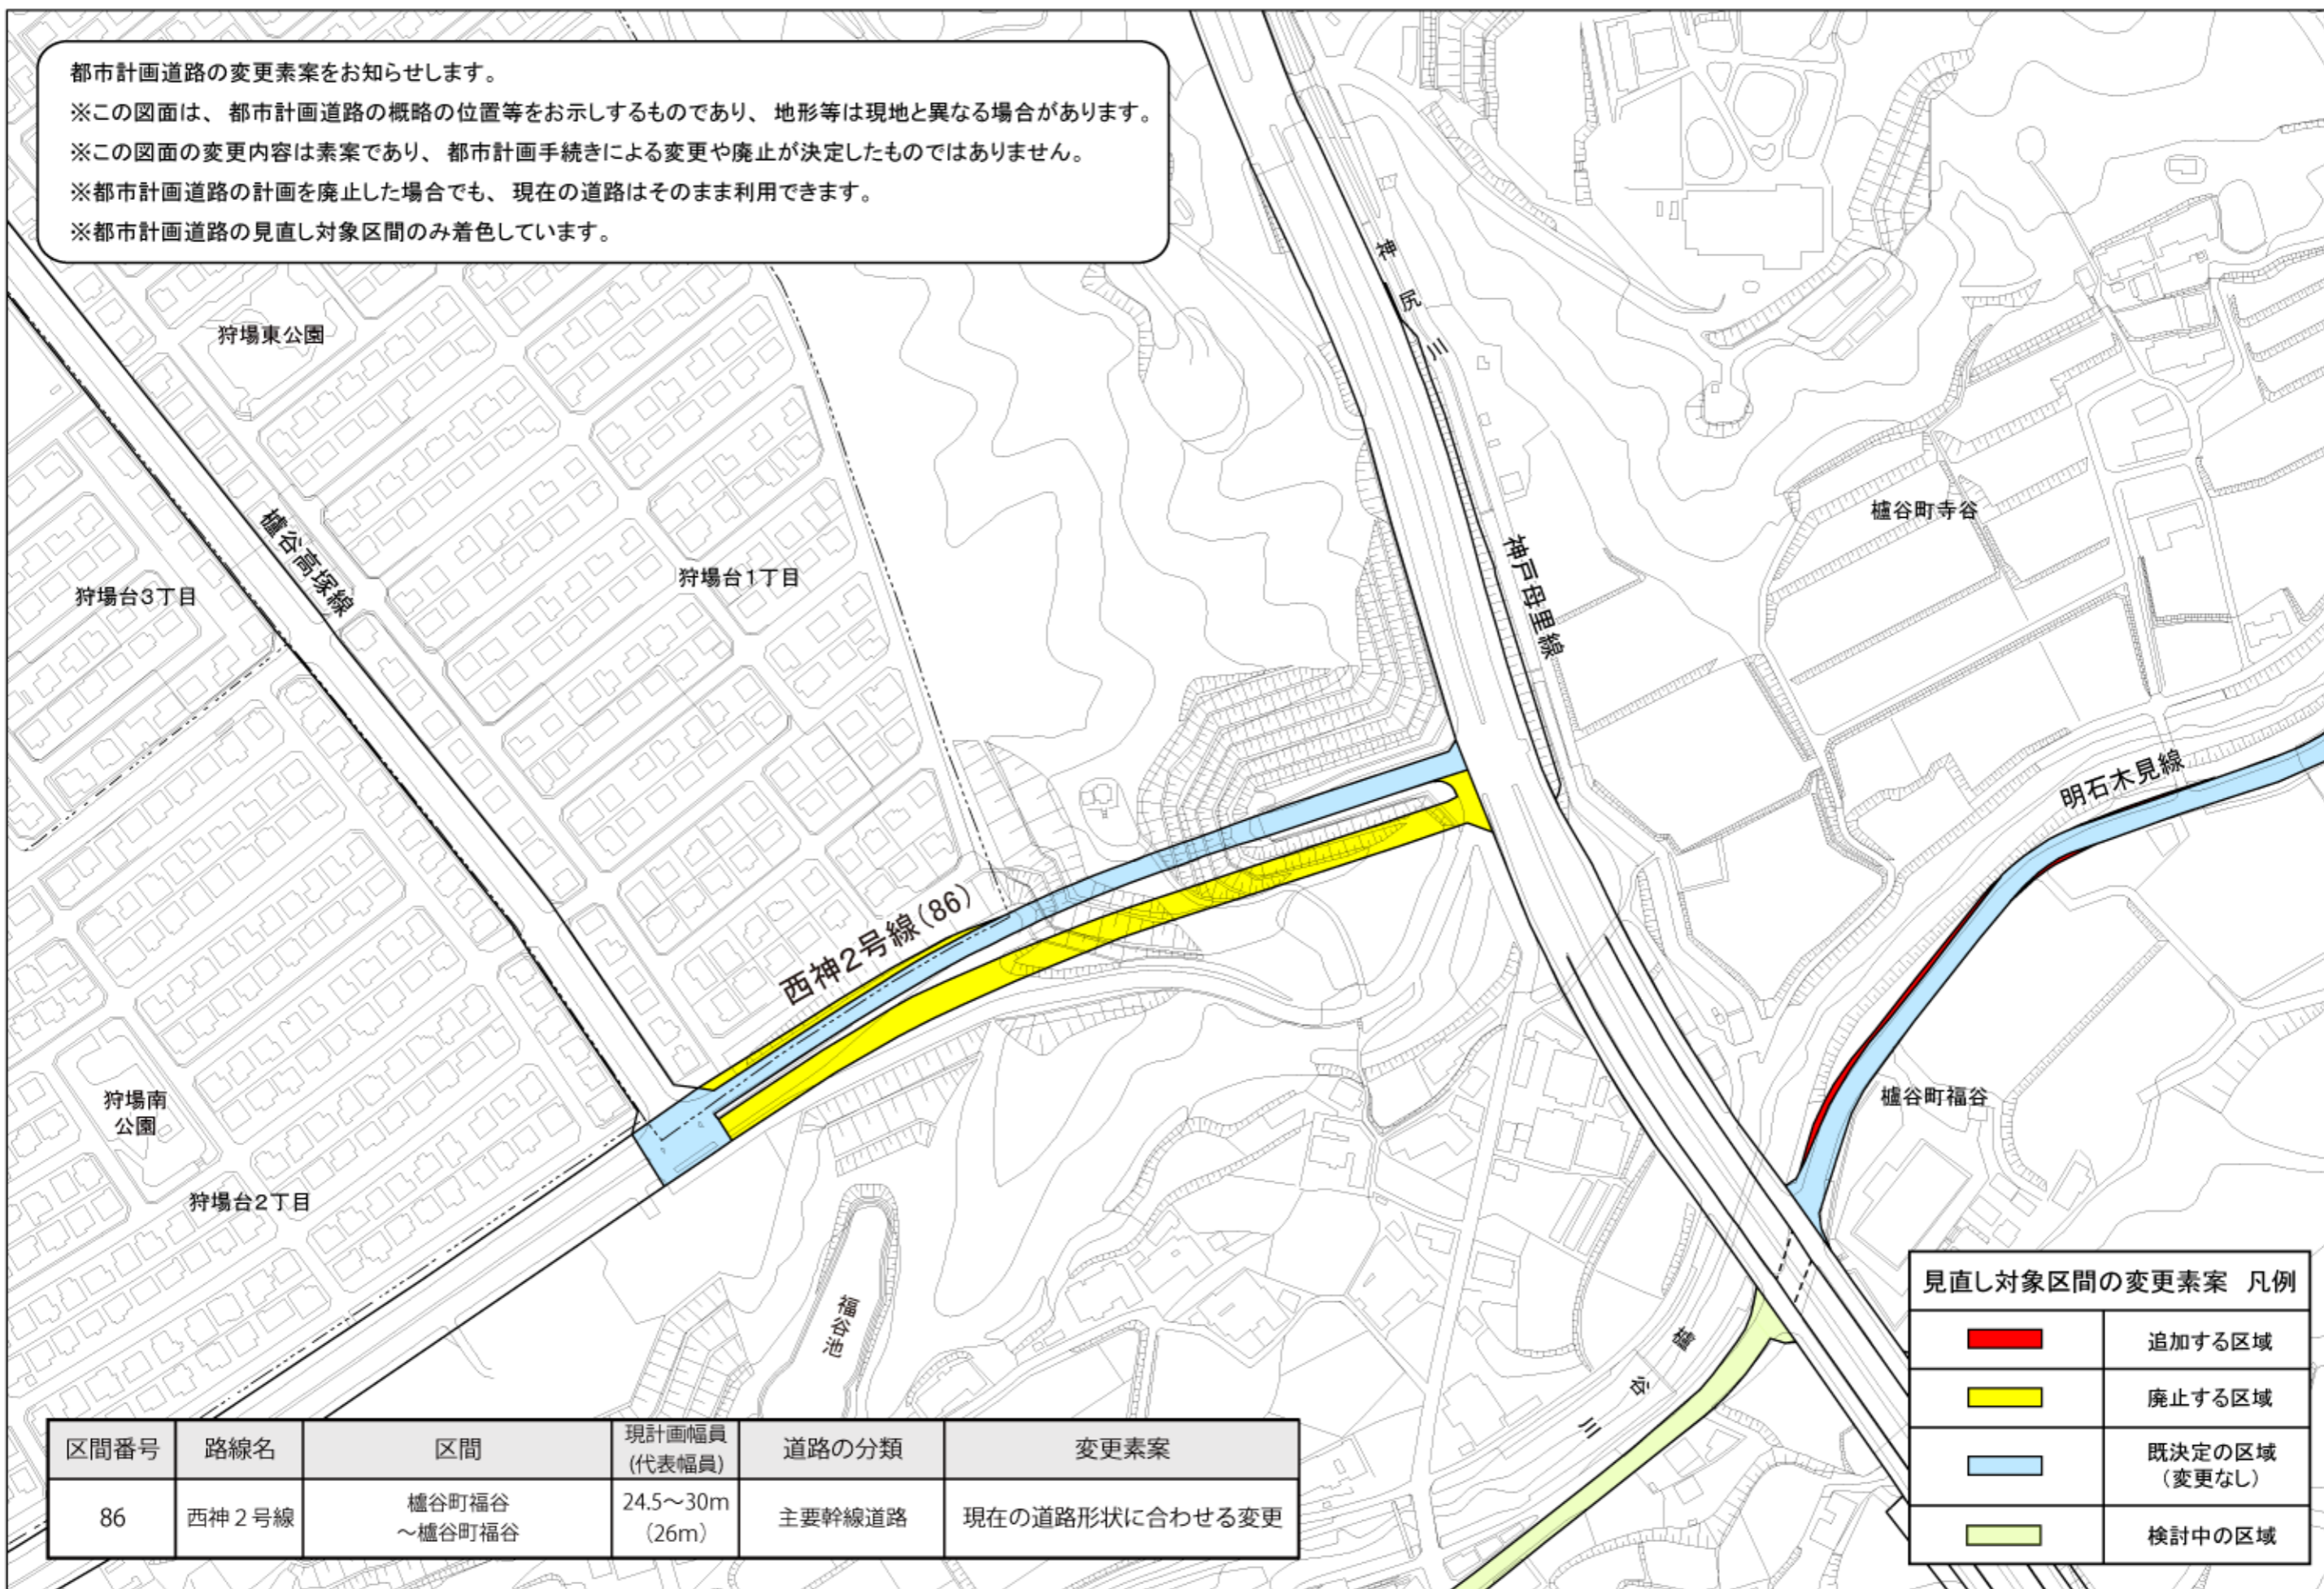 都市計画道路の変更素案をお知らせします。
※この図面は、都市計画道路の概略の位置等をお示しするものであり、地形等は現地と異なる場合があります。
※この図面の変更内容は素案であり、都市計画手続きによる変更や廃止が決定したものではありません。
※都市計画道路の計画を廃止した場合でも、現在の道路はそのまま利用できます。
※都市計画道路の見直し対象区間のみ着色しています。
神尻川
狩場東公園
櫨谷高塚線
狩場台1丁目
狩場台3丁目
神戸母里線
櫨谷町寺谷
明石木見線
西神2号線(86)
狩場南
公園
狩場台2丁目
櫨谷町福谷
福谷池
櫨谷川
見直し対象区間の変更素案 凡例
追加する区域
廃止する区域
既決定の区域
(変更なし)
検討中の区域
区間番号 路線名 区間 現計画幅員 (代表幅員) 道路の分類 変更素案
86 西神2号線 櫨谷町福谷 ～櫨谷町福谷 24.5～30m (26m) 主要幹線道路 現在の道路形状に合わせる変更